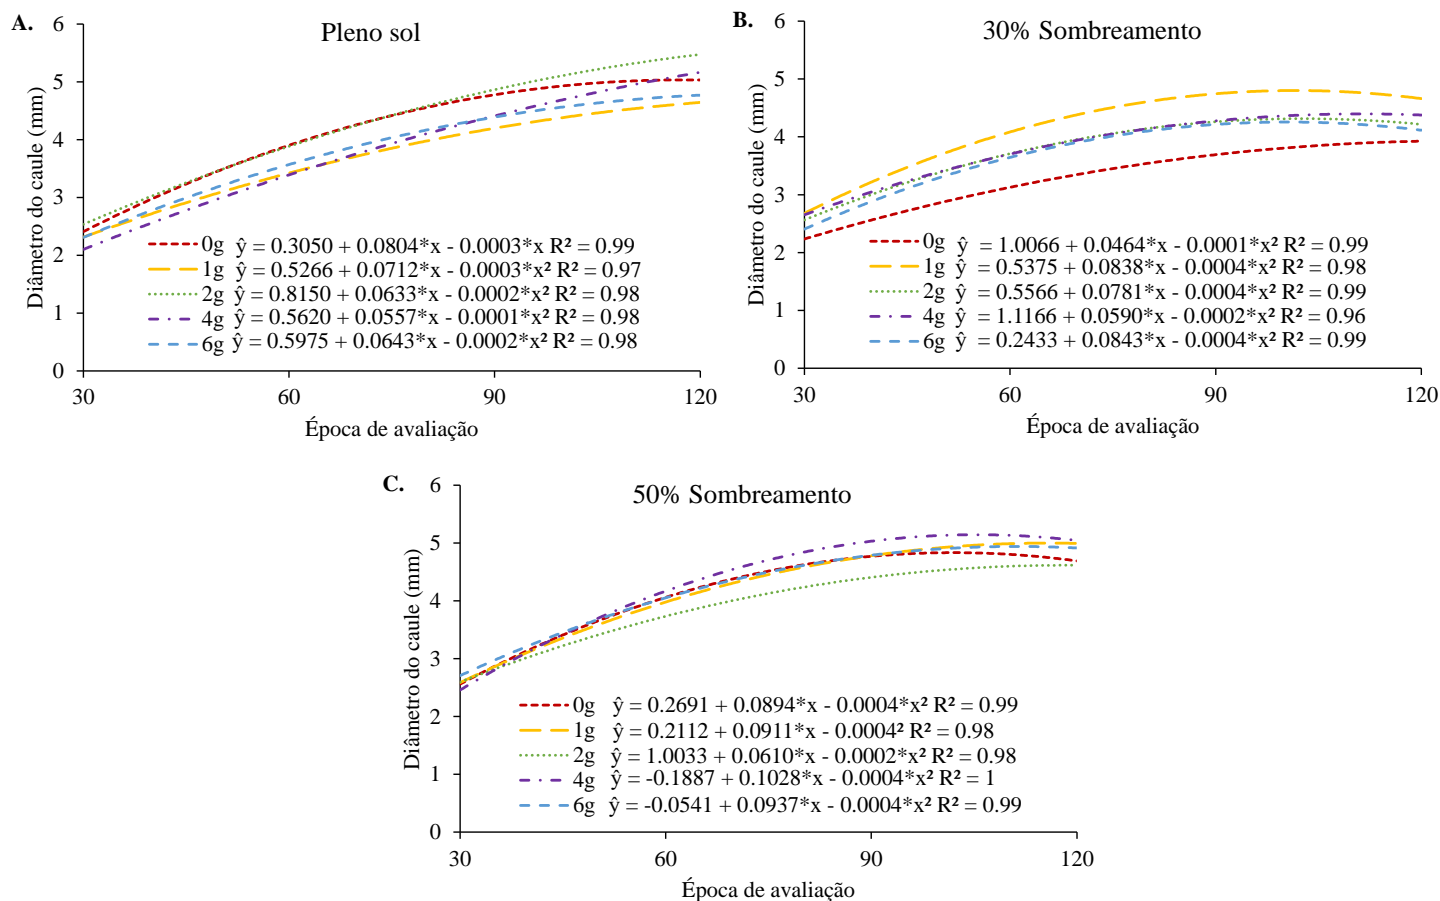 A.
Pleno sol
Diâmetro do caule (mm)
6
5
4
3
2
1
0
0g ŷ = 0.3050 + 0.0804*x - 0.0003*x R² = 0.99
1g ŷ = 0.5266 + 0.0712*x - 0.0003*x² R² = 0.97
2g ŷ = 0.8150 + 0.0633*x - 0.0002*x² R² = 0.98
4g ŷ = 0.5620 + 0.0557*x - 0.0001*x² R² = 0.98
6g ŷ = 0.5975 + 0.0643*x - 0.0002*x² R² = 0.98
30 60 90 120
Época de avaliação
B.
30% Sombreamento
Diâmetro do caule (mm)
6
5
4
3
2
1
0
0g ŷ = 1.0066 + 0.0464*x - 0.0001*x² R² = 0.99
1g ŷ = 0.5375 + 0.0838*x - 0.0004*x² R² = 0.98
2g ŷ = 0.5566 + 0.0781*x - 0.0004*x² R² = 0.99
4g ŷ = 1.1166 + 0.0590*x - 0.0002*x² R² = 0.96
6g ŷ = 0.2433 + 0.0843*x - 0.0004*x² R² = 0.99
30 60 90 120
Época de avaliação
C.
50% Sombreamento
Diâmetro do caule (mm)
6
5
4
3
2
1
0
0g ŷ = 0.2691 + 0.0894*x - 0.0004*x² R² = 0.99
1g ŷ = 0.2112 + 0.0911*x - 0.0004² R² = 0.98
2g ŷ = 1.0033 + 0.0610*x - 0.0002*x² R² = 0.98
4g ŷ = -0.1887 + 0.1028*x - 0.0004*x² R² = 1
6g ŷ = -0.0541 + 0.0937*x - 0.0004*x² R² = 0.99
30 60 90 120
Época de avaliação